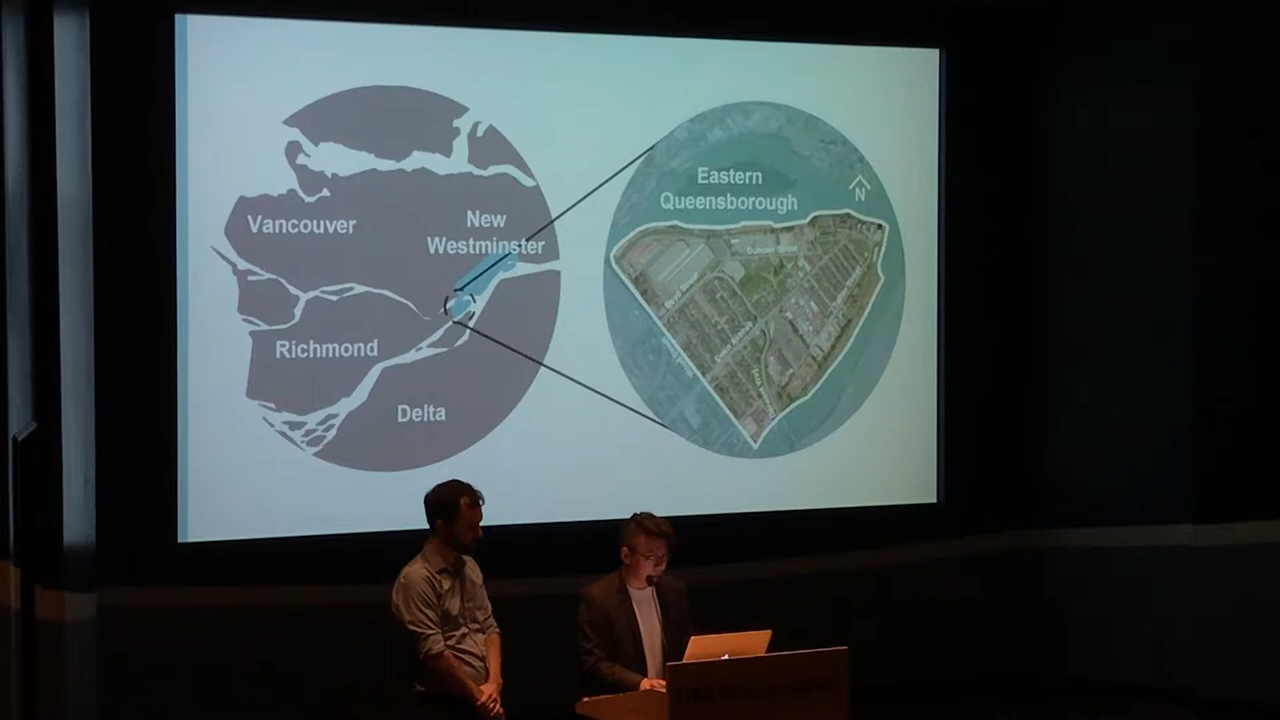 Vancouver
New
Westminster
Richmond
Delta
Eastern
Queensborough
N